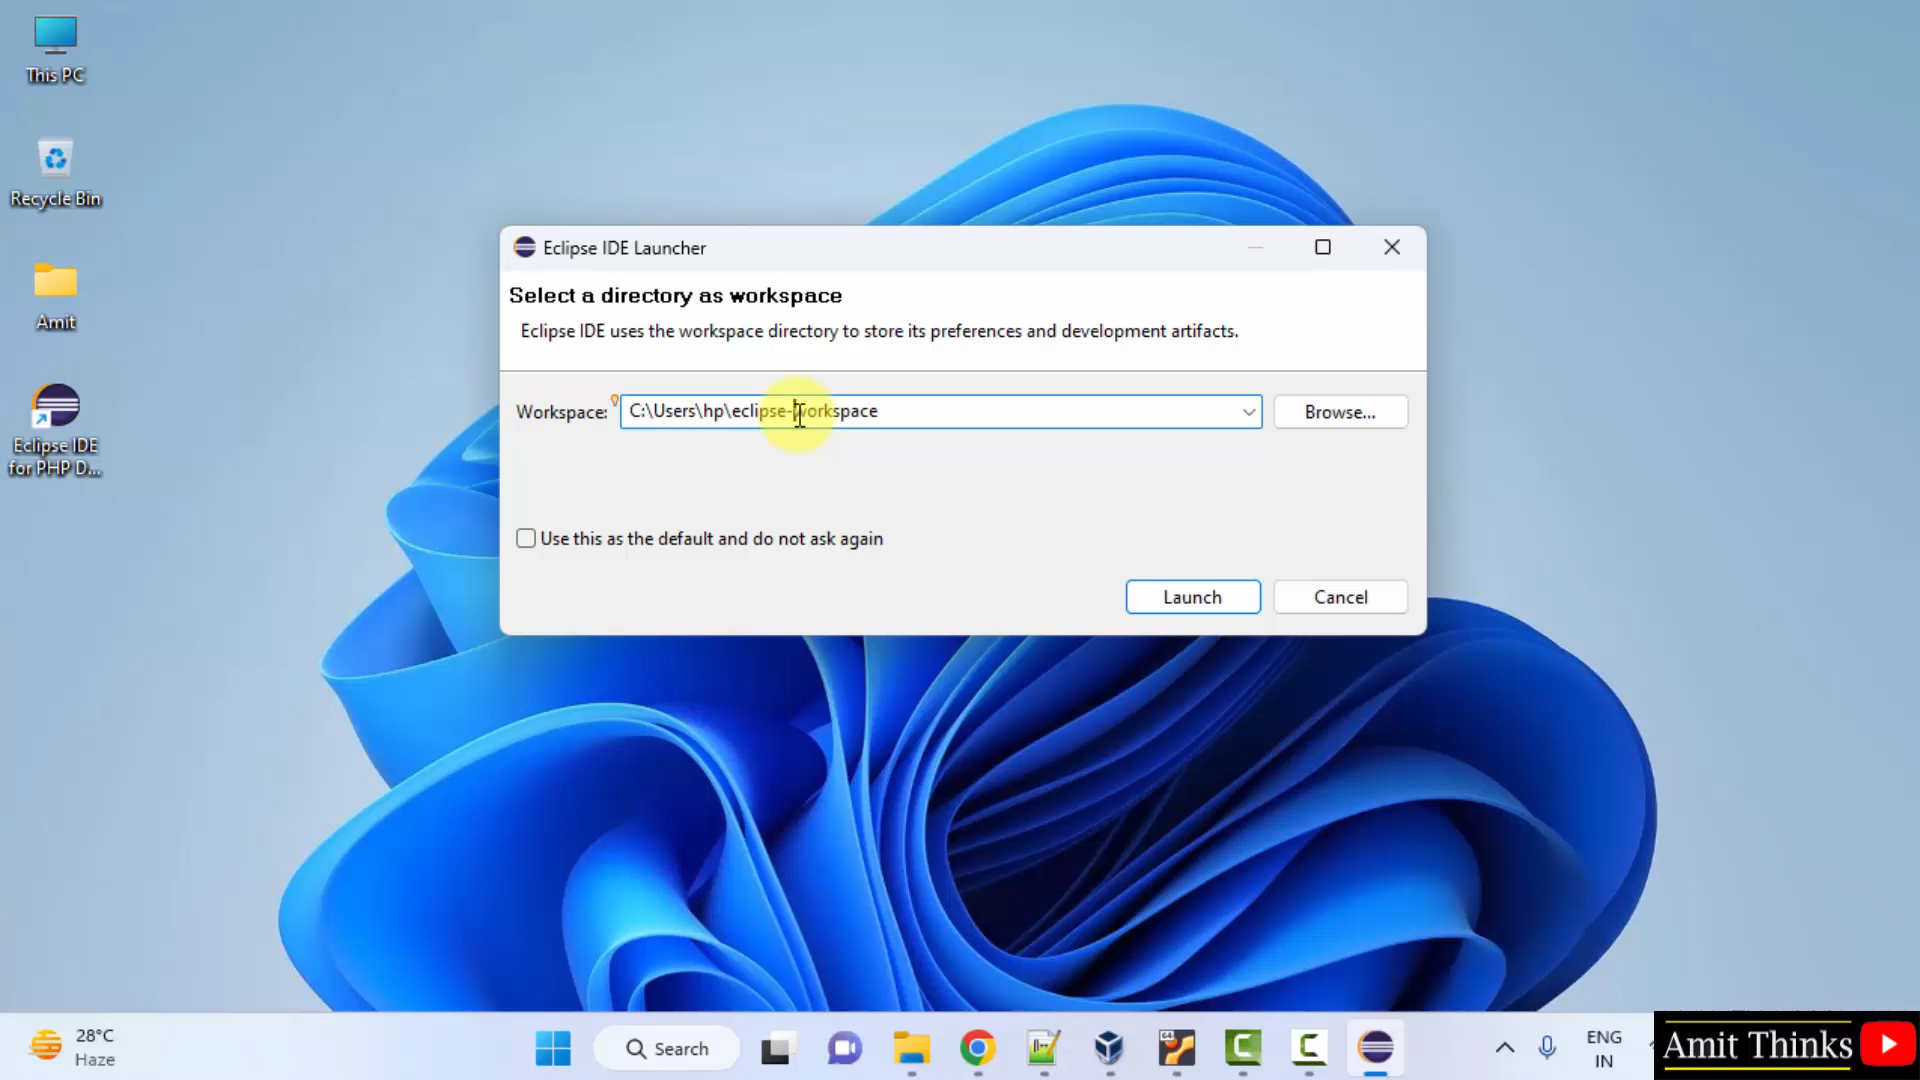 This PC
Recycle Bin
Amit
Eclipse IDE
for PHP D...
Eclipse IDE Launcher
Select a directory as workspace
Eclipse IDE uses the workspace directory to store its preferences and development artifacts.
Workspace: C:\Users\hp\eclipse-workspace
Browse...
Use this as the default and do not ask again
Launch
Cancel
28°C
Haze
Search
64
ENG
IN
Amit Thinks